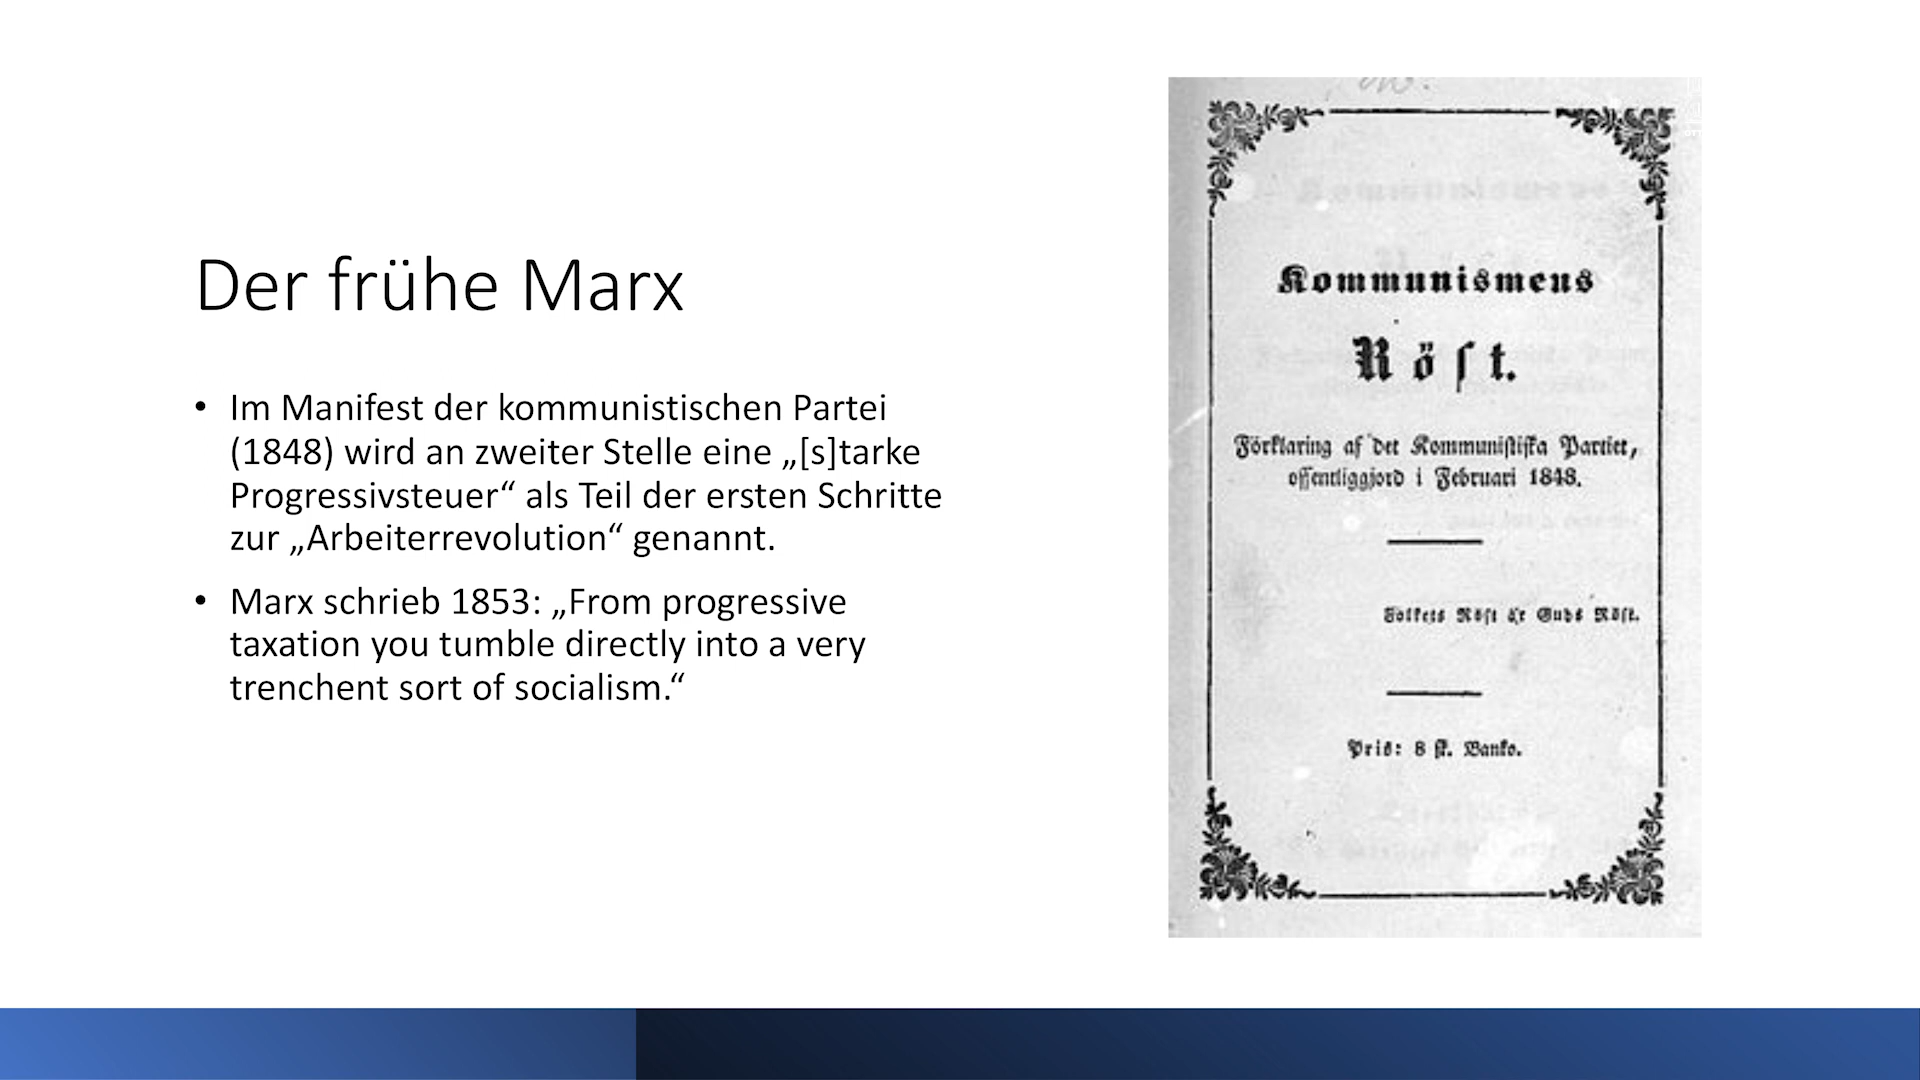 Der frühe Marx
• Im Manifest der kommunistischen Partei
(1848) wird an zweiter Stelle eine „[s]tarke
Progressivsteuer“ als Teil der ersten Schritte
zur „Arbeiterrevolution“ genannt.
• Marx schrieb 1853: „From progressive
taxation you tumble directly into a very
trenchent sort of socialism.“
Kommunismens
Röst.
Förklaring af det Kommunistiska Partiet,
offentliggjord i Februari 1848.
Folkets Röst är Guds Röst.
Pris: 8 sk. Banko.